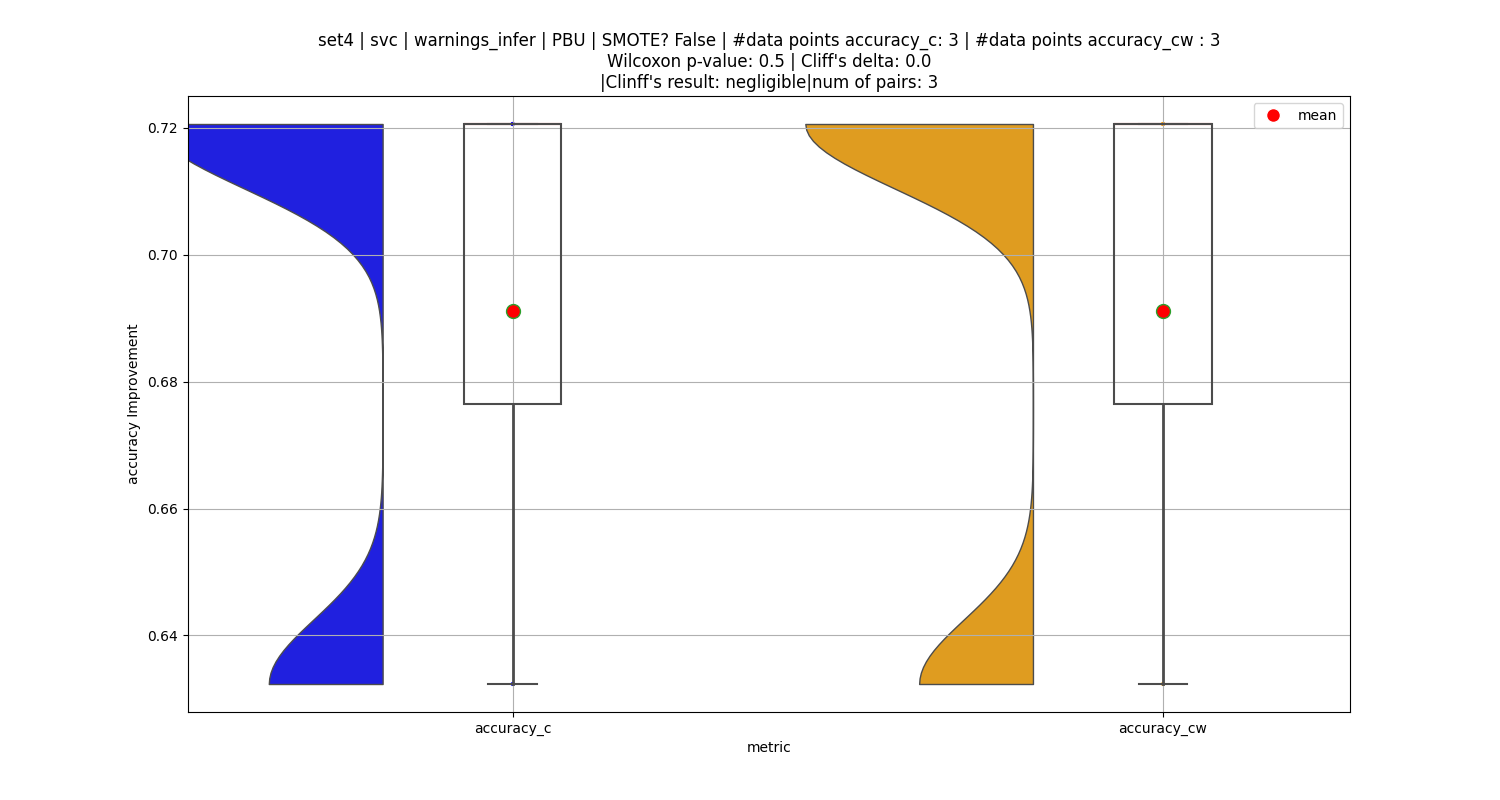 set4 | svc | warnings_infer | PBU | SMOTE? False | #data points accuracy_c: 3 | #data points accuracy_cw : 3
Wilcoxon p-value: 0.5 | Cliff's delta: 0.0
|Clinff's result: negligible|num of pairs: 3
mean
0.72
0.70
0.68
0.66
0.64
accuracy Improvement
accuracy_c
accuracy_cw
metric